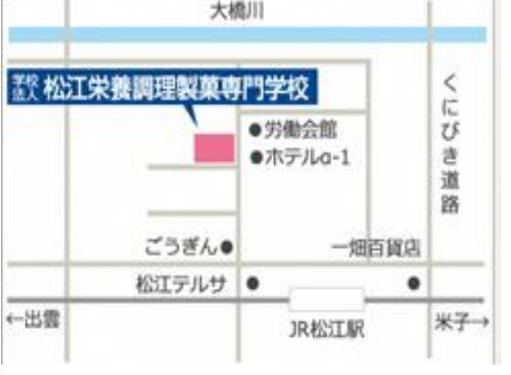 大橋川
学校法人 松江栄養調理製菓専門学校
くにびき道路
●労働会館
●ホテルα-1
ごうぎん●
一畑百貨店
松江テルサ ●
←出雲
JR松江駅
米子→